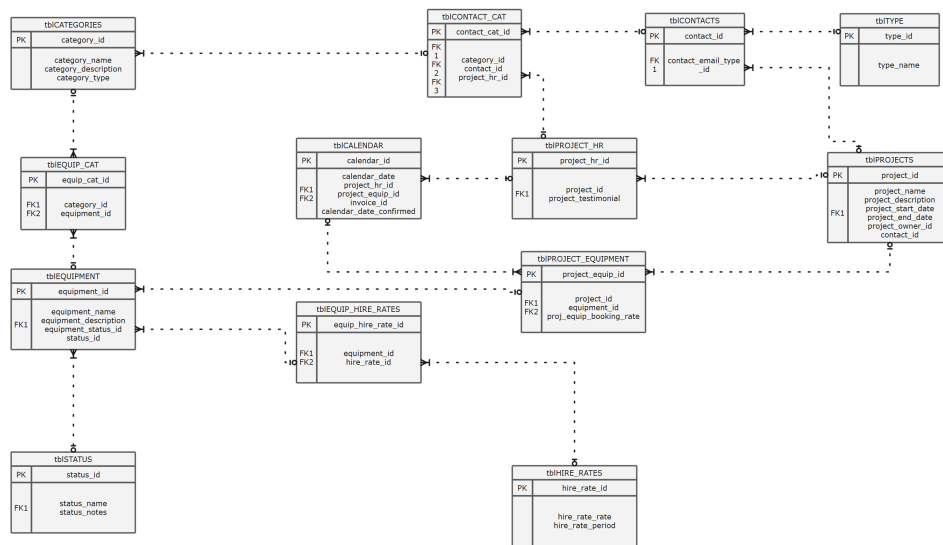 tblCATEGORIES
PK category_id
category_name
category_description
category_type
tblCONTACT_CAT
PK contact_cat_id
FK
1
FK
2
FK
3
category_id
contact_id
project_hr_id
tblCONTACTS
PK contact_id
FK
1
contact_email_type
_id
tblTYPE
PK type_id
type_name
tblEQUIP_CAT
PK equip_cat_id
FK1 category_id
FK2 equipment_id
tblCALENDAR
PK calendar_id
FK1
FK2
calendar_date
project_hr_id
project_equip_id
invoice_id
calendar_date_confirmed
tblPROJECT_HR
PK project_hr_id
FK1
project_id
project_testimonial
tblPROJECTS
PK project_id
FK1
project_name
project_description
project_start_date
project_end_date
project_owner_id
contact_id
tblEQUIPMENT
PK equipment_id
FK1
equipment_name
equipment_description
equipment_status_id
status_id
tblEQUIP_HIRE_RATES
PK equip_hire_rate_id
FK1 equipment_id
FK2 hire_rate_id
tblPROJECT_EQUIPMENT
PK project_equip_id
FK1
FK2
project_id
equipment_id
proj_equip_booking_rate
tblSTATUS
PK status_id
FK1
status_name
status_notes
tblHIRE_RATES
PK hire_rate_id
hire_rate_rate
hire_rate_period